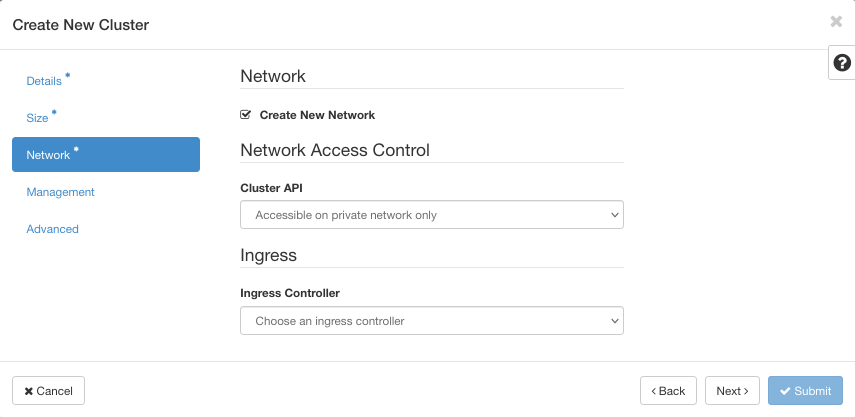 Create New Cluster
Details *
Size *
Network *
Management
Advanced
Network
Create New Network
Network Access Control
Cluster API
Accessible on private network only
Ingress
Ingress Controller
Choose an ingress controller
Cancel
Back
Next
Submit